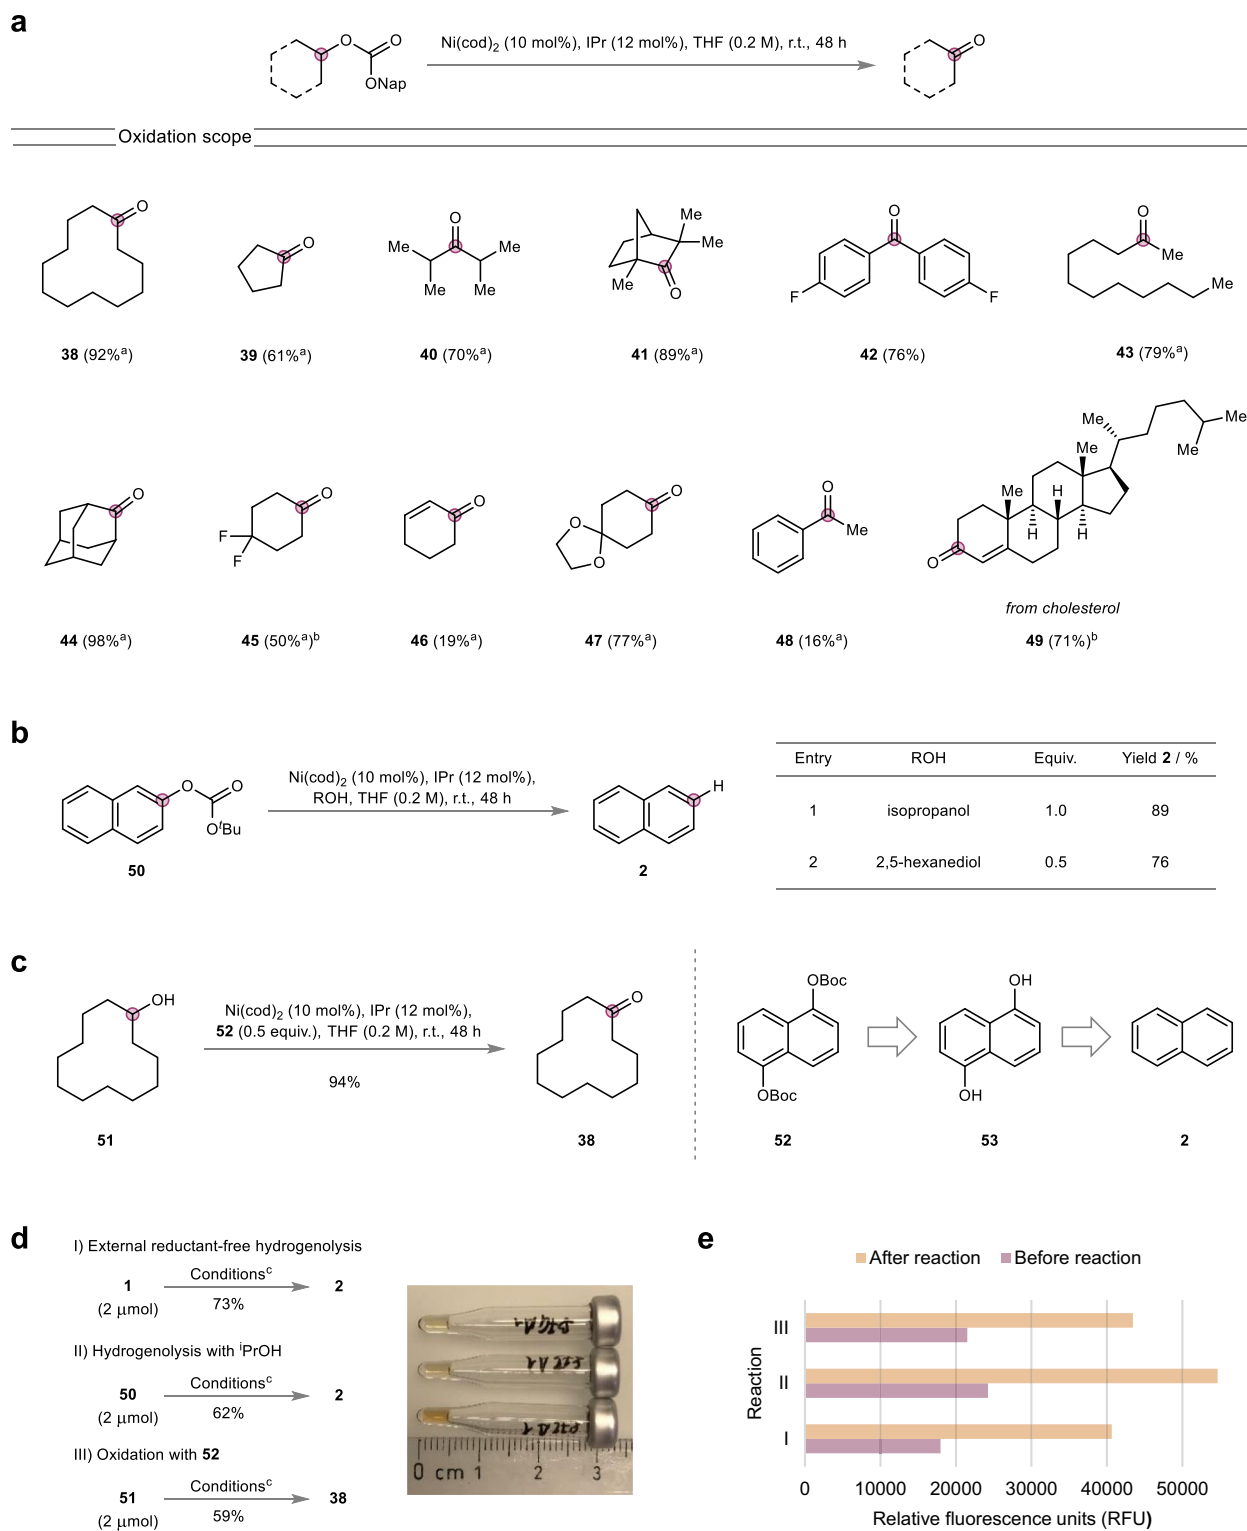 a
O
O
ONap
Ni(cod)2 (10 mol%), IPr (12 mol%), THF (0.2 M), r.t., 48 h
O
Oxidation scope
O
O
O
Me
Me
Me
Me
Me
Me
Me
O
O
F
F
O
Me
Me
38 (92%a)
39 (61%a)
40 (70%a)
41 (89%a)
42 (76%)
43 (79%a)
O
O
F
F
O
O
O
O
O
Me
Me
Me
Me
Me
Me
H
H
H
H
O
from cholesterol
44 (98%a)
45 (50%a)b
46 (19%a)
47 (77%a)
48 (16%a)
49 (71%)b
b
O
O
OtBu
50
Ni(cod)2 (10 mol%), IPr (12 mol%),
ROH, THF (0.2 M), r.t., 48 h
H
2
Entry ROH Equiv. Yield 2 / %
1 isopropanol 1.0 89
2 2,5-hexanediol 0.5 76
c
OH
51
Ni(cod)2 (10 mol%), IPr (12 mol%),
52 (0.5 equiv.), THF (0.2 M), r.t., 48 h
94%
O
38
OBoc
OBoc
52
OH
OH
53
2
d
I) External reductant-free hydrogenolysis
1
(2 μmol)
Conditionsc
73%
2
II) Hydrogenolysis with iPrOH
50
(2 μmol)
Conditionsc
62%
2
III) Oxidation with 52
51
(2 μmol)
Conditionsc
59%
38
0 cm 1 2 3
e
After reaction
Before reaction
Reaction
III
II
I
0 10000 20000 30000 40000 50000
Relative fluorescence units (RFU)